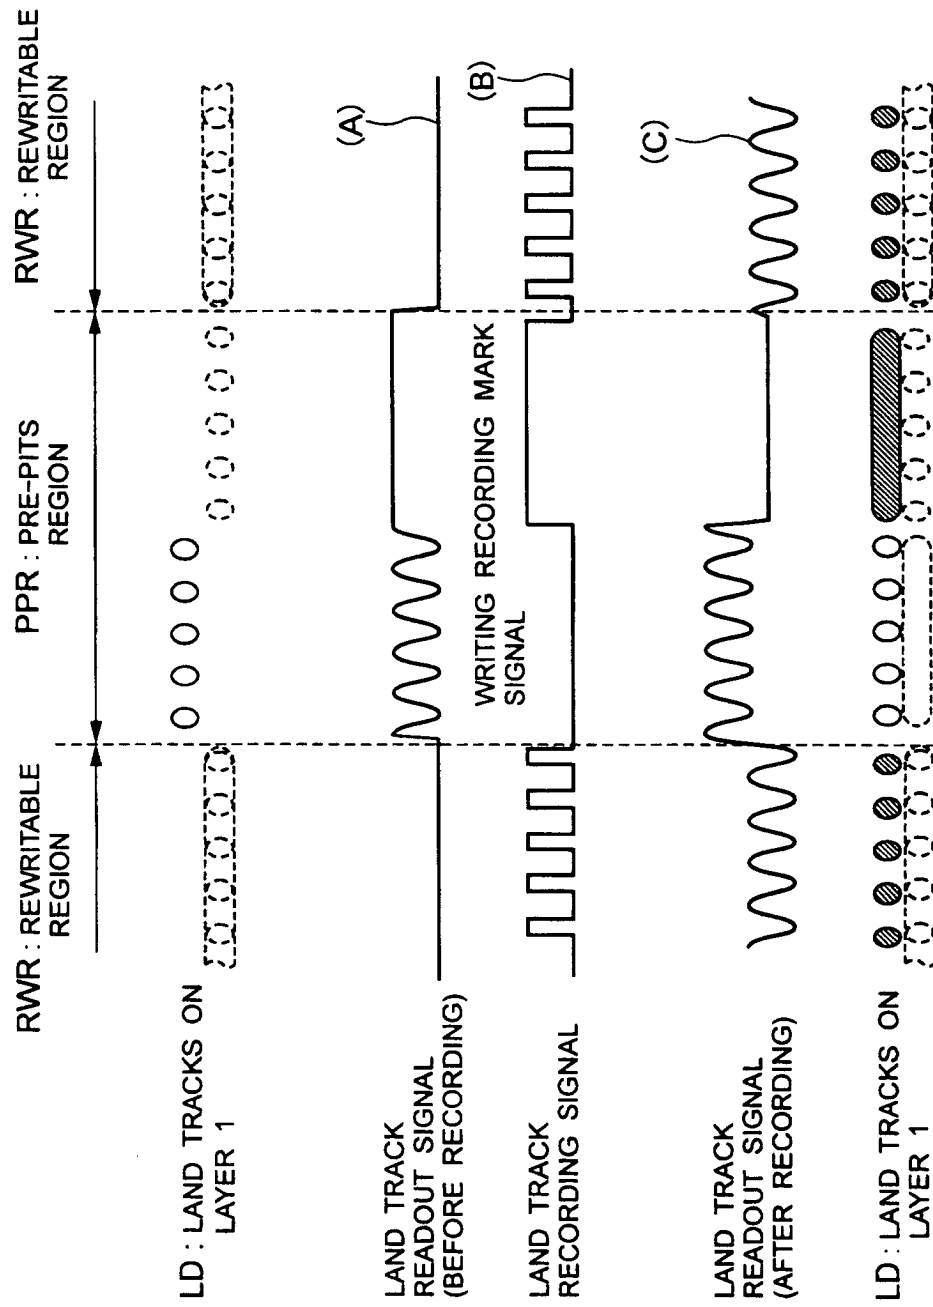 RWR : REWRITABLE
REGION
PPR : PRE-PITS
REGION
RWR : REWRITABLE
REGION
LD : LAND TRACKS ON
LAYER 1
LAND TRACK
READOUT SIGNAL
(BEFORE RECORDING)
(A)
LAND TRACK
RECORDING SIGNAL
WRITING RECORDING MARK
SIGNAL
(B)
LAND TRACK
READOUT SIGNAL
(AFTER RECORDING)
(C)
LD : LAND TRACKS ON
LAYER 1